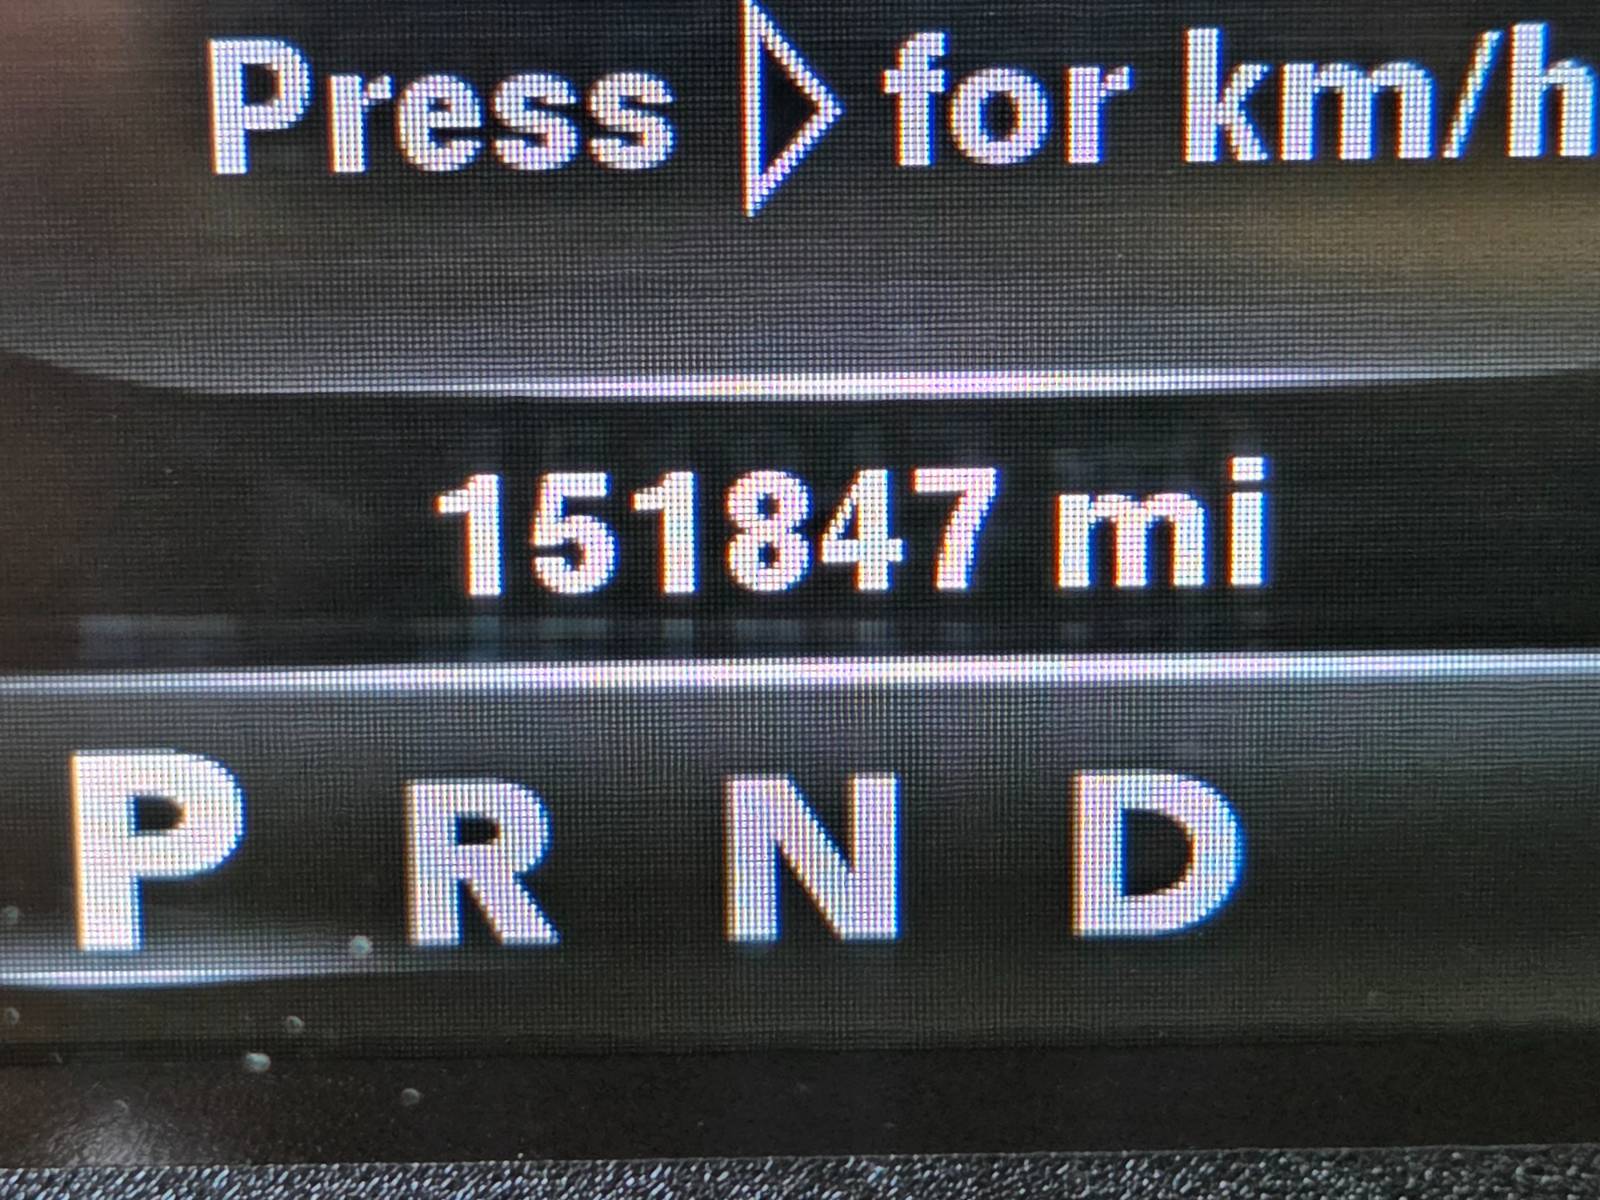 Press ▷ for km/h
151847 mi
P R N D